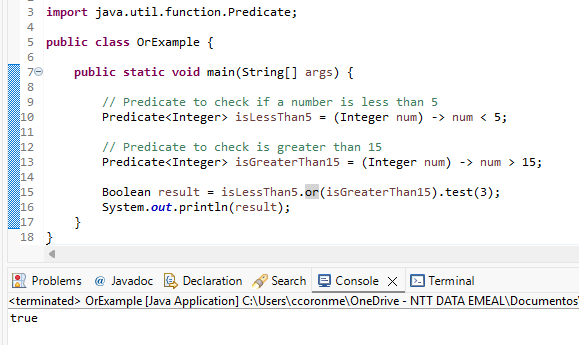 3 import java.util.function.Predicate;
4
5 public class OrExample {
6
7 public static void main(String[] args) {
8
9 // Predicate to check if a number is less than 5
10 Predicate<Integer> isLessThan5 = (Integer num) -> num < 5;
11
12 // Predicate to check is greater than 15
13 Predicate<Integer> isGreaterThan15 = (Integer num) -> num > 15;
14
15 Boolean result = isLessThan5.or(isGreaterThan15).test(3);
16 System.out.println(result);
17 }
18 }
Problems @ Javadoc Declaration Search Console Terminal
<terminated> OrExample [Java Application] C:\Users\ccoronme\OneDrive - NTT DATA EMEAL\Documentos\
true